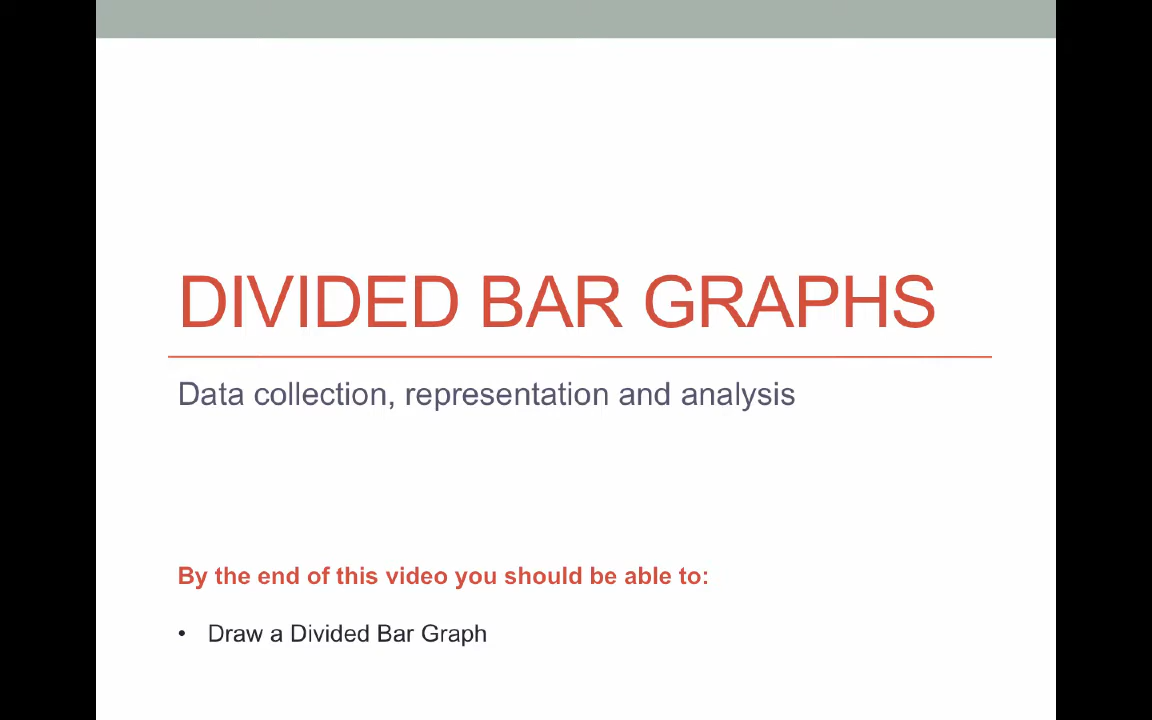 DIVIDED BAR GRAPHS
Data collection, representation and analysis
By the end of this video you should be able to:
• Draw a Divided Bar Graph